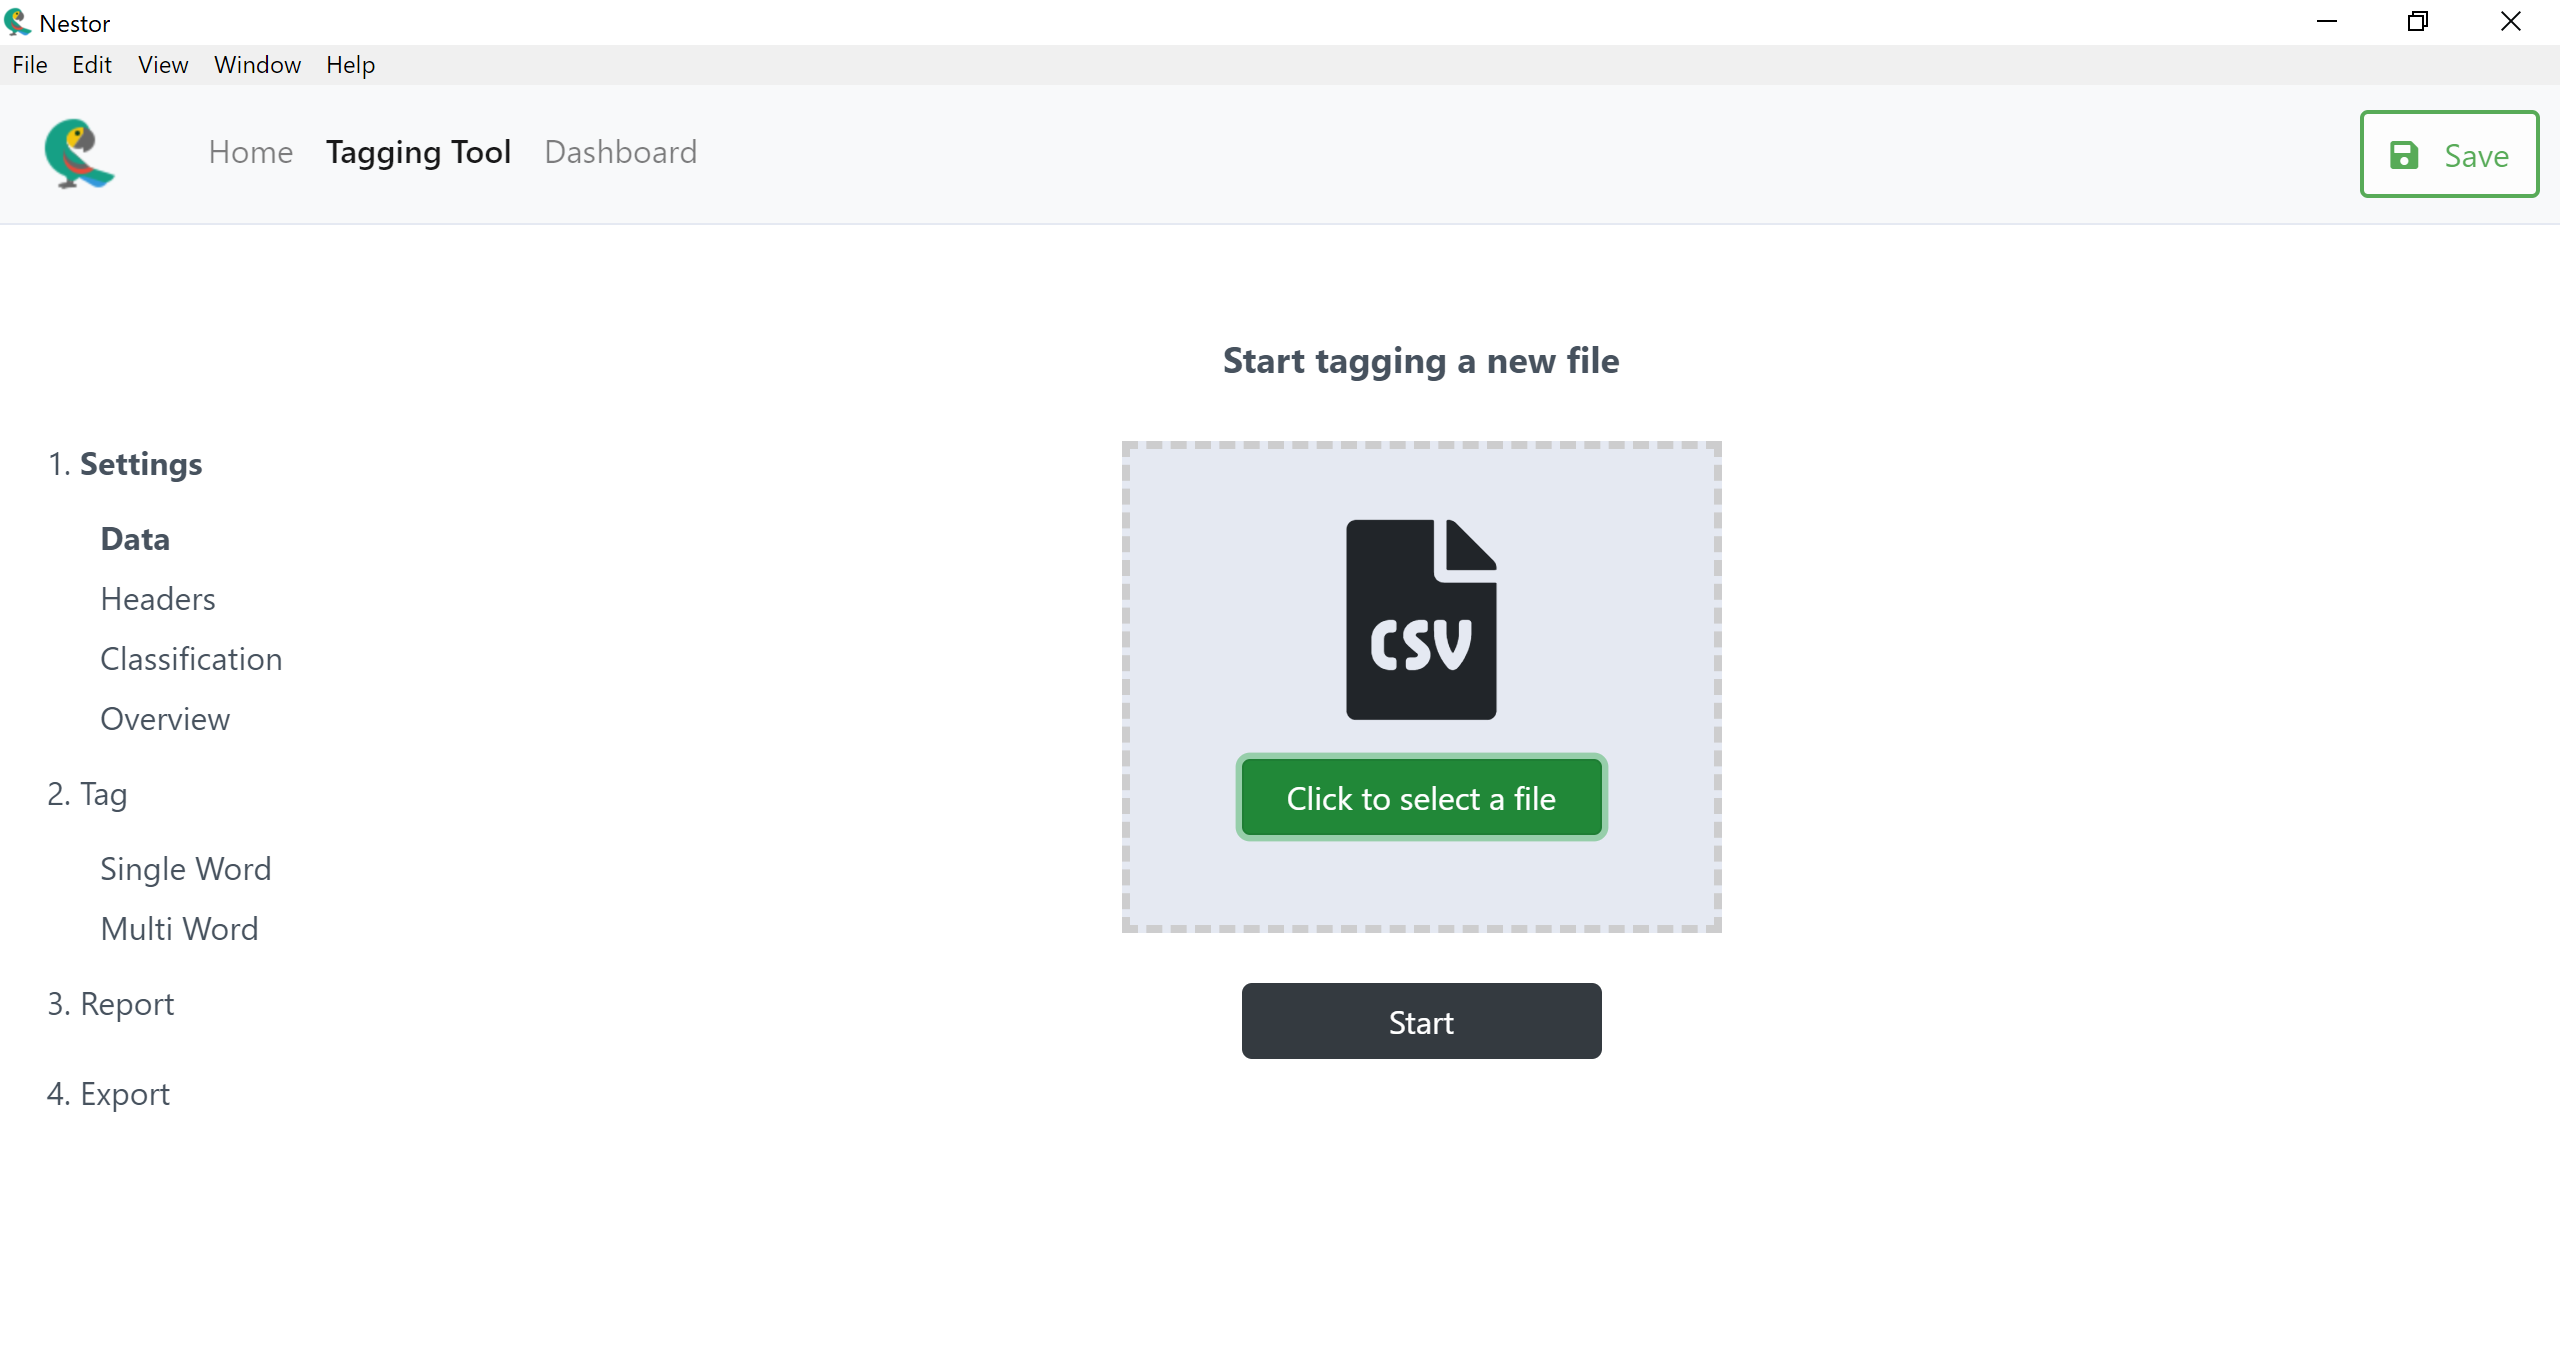 Nestor
File Edit View Window Help
Home Tagging Tool Dashboard
Save
Start tagging a new file
1. Settings
Data
Headers
Classification
Overview
2. Tag
Single Word
Multi Word
3. Report
4. Export
CSV
Click to select a file
Start